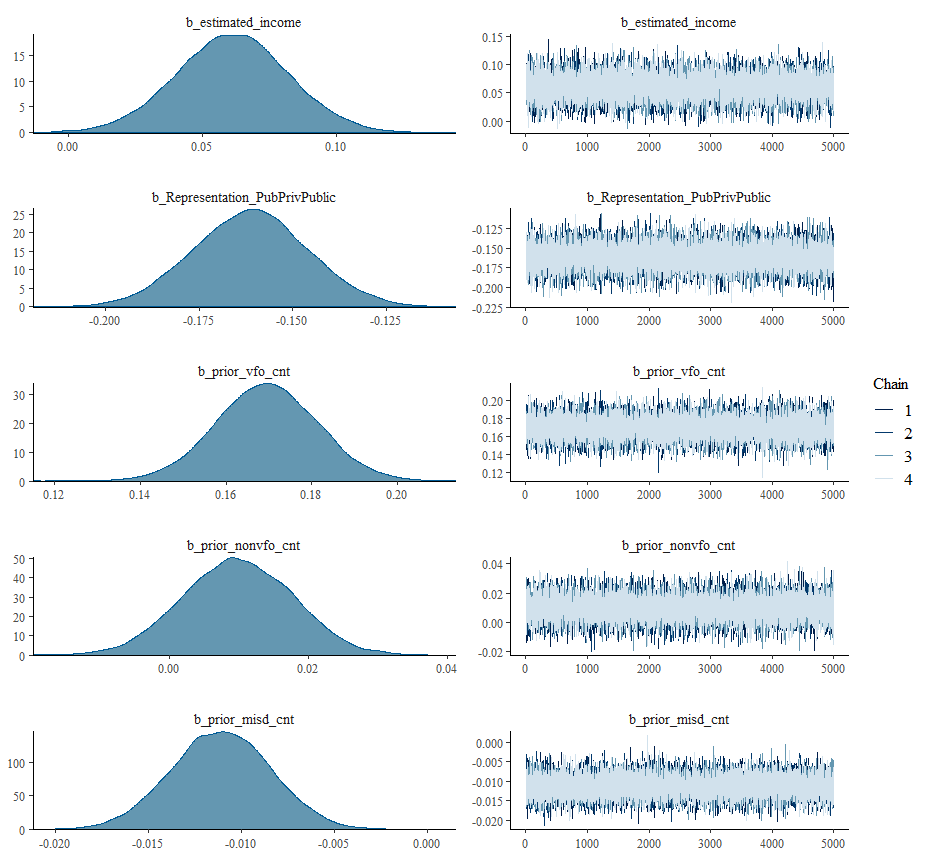 b_estimated_income
15
10
5
0
0.00 0.05 0.10
b_estimated_income
0.15
0.10
0.05
0.00
0 1000 2000 3000 4000 5000
b_Representation_PubPrivPublic
25
20
15
10
5
0
-0.200 -0.175 -0.150 -0.125
b_Representation_PubPrivPublic
-0.125
-0.150
-0.175
-0.200
-0.225
0 1000 2000 3000 4000 5000
b_prior_vfo_cnt
30
20
10
0
0.12 0.14 0.16 0.18 0.20
b_prior_vfo_cnt
0.20
0.18
0.16
0.14
0.12
0 1000 2000 3000 4000 5000
Chain
1
2
3
4
b_prior_nonvfo_cnt
50
40
30
20
10
0
0.00 0.02 0.04
b_prior_nonvfo_cnt
0.04
0.02
0.00
-0.02
0 1000 2000 3000 4000 5000
b_prior_misd_cnt
100
50
0
-0.020 -0.015 -0.010 -0.005 0.000
b_prior_misd_cnt
0.000
-0.005
-0.010
-0.015
-0.020
0 1000 2000 3000 4000 5000